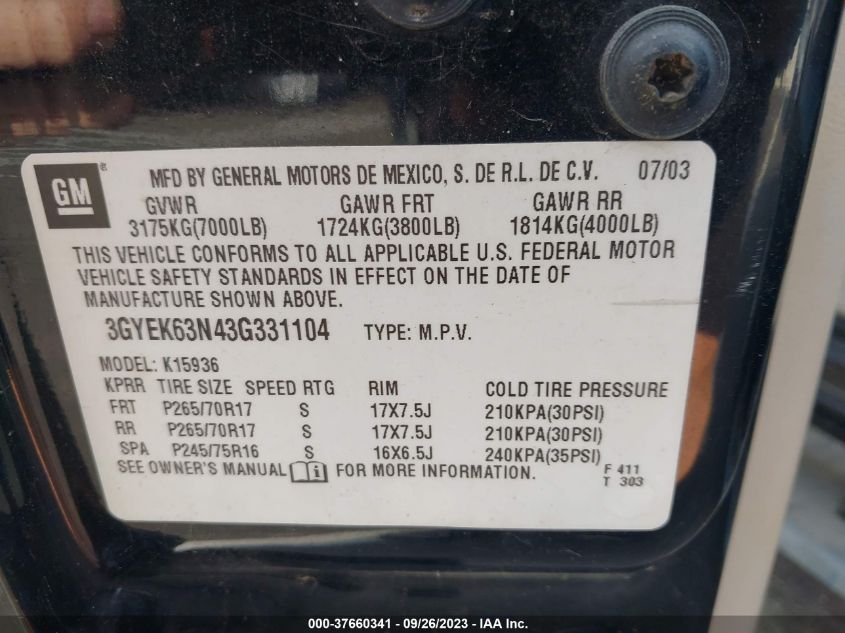 GM®
MFD BY GENERAL MOTORS DE MEXICO, S. DE R.L. DE C.V. 07/03
GVWR GAWR FRT GAWR RR
3175KG(7000LB) 1724KG(3800LB) 1814KG(4000LB)
THIS VEHICLE CONFORMS TO ALL APPLICABLE U.S. FEDERAL MOTOR
VEHICLE SAFETY STANDARDS IN EFFECT ON THE DATE OF
MANUFACTURE SHOWN ABOVE.
3GYEK63N43G331104 TYPE: M.P.V.
MODEL: K15936
KPRR TIRE SIZE SPEED RTG RIM COLD TIRE PRESSURE
FRT P265/70R17 S 17X7.5J 210KPA(30PSI)
RR P265/70R17 S 17X7.5J 210KPA(30PSI)
SPA P245/75R16 S 16X6.5J 240KPA(35PSI)
SEE OWNER'S MANUAL FOR MORE INFORMATION.
F 411
T 303
000-37660341 - 09/26/2023 - IAA Inc.